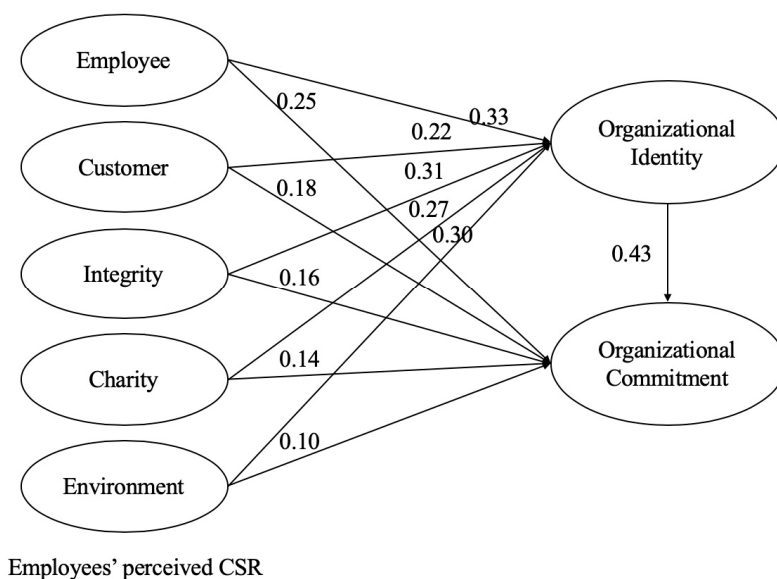 Employee
0.25
0.33
Organizational
Identity
0.22
Customer
0.31
0.18
0.27
0.30
0.43
Integrity
0.16
Organizational
Commitment
0.14
Charity
0.10
Environment
Employees' perceived CSR